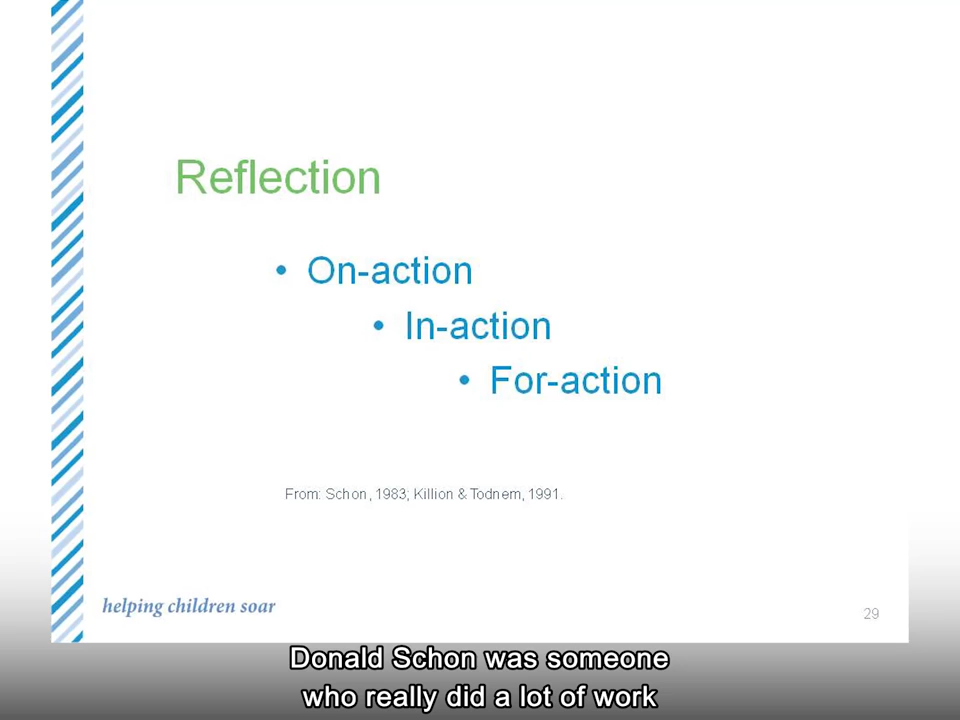 Reflection
• On-action
• In-action
• For-action
From: Schon, 1983; Killion & Todnem, 1991.
helping children soar
29
Donald Schon was someone
who really did a lot of work